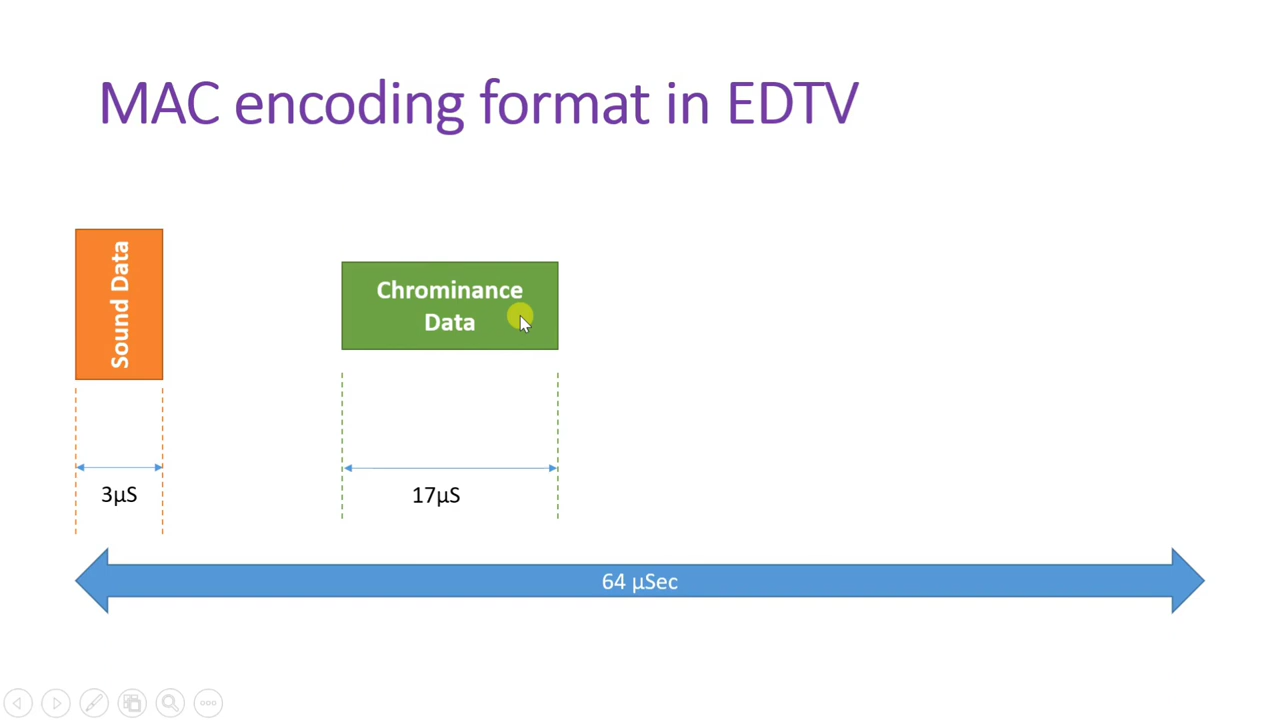 MAC encoding format in EDTV
Sound Data
Chrominance
Data
3µS
17µS
64 µSec